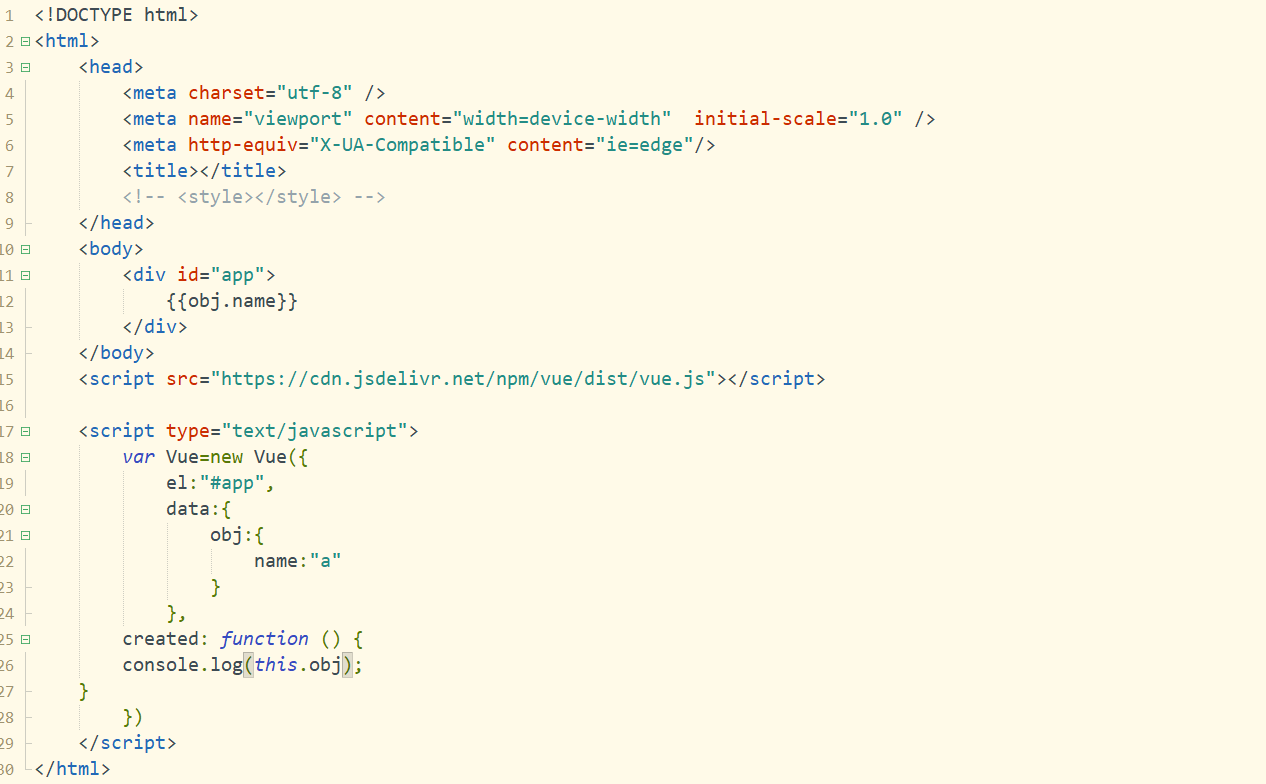 1 <!DOCTYPE html>
2 <html>
3 <head>
4 <meta charset="utf-8" />
5 <meta name="viewport" content="width=device-width"  initial-scale="1.0" />
6 <meta http-equiv="X-UA-Compatible" content="ie=edge"/>
7 <title></title>
8 <!-- <style></style> -->
9 </head>
10 <body>
11 <div id="app">
12 {{obj.name}}
13 </div>
14 </body>
15 <script src="https://cdn.jsdelivr.net/npm/vue/dist/vue.js"></script>
16
17 <script type="text/javascript">
18 var Vue=new Vue({
19 el:"#app",
20 data:{
21 obj:{
22 name:"a"
23 }
24 },
25 created: function () {
26 console.log(this.obj);
27 }
28 })
29 </script>
30 </html>